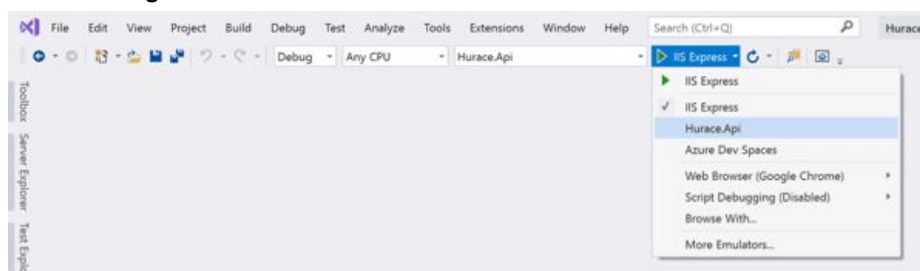 File Edit View Project Build Debug Test Analyze Tools Extensions Window Help Search (Ctrl+Q) Hurace
Debug Any CPU Hurace.Api IIS Express
IIS Express
IIS Express
Hurace.Api
Azure Dev Spaces
Web Browser (Google Chrome)
Script Debugging (Disabled)
Browse With...
More Emulators...
Toolbox
Server Explorer
Test Explo